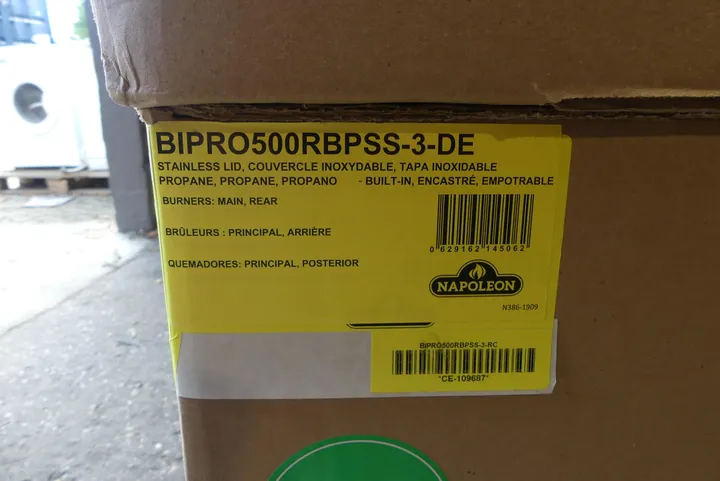 BIPRO500RBPSS-3-DE
STAINLESS LID, COUVERCLE INOXYDABLE, TAPA INOXIDABLE
PROPANE, PROPANE, PROPANO - BUILT-IN, ENCASTRÉ, EMPOTRABLE
BURNERS: MAIN, REAR
BRÛLEURS : PRINCIPAL, ARRIÈRE
QUEMADORES: PRINCIPAL, POSTERIOR
0 629162 145062
NAPOLEON
N386-1909
BIPRO500RBPSS-3-RC
*CE-109687*